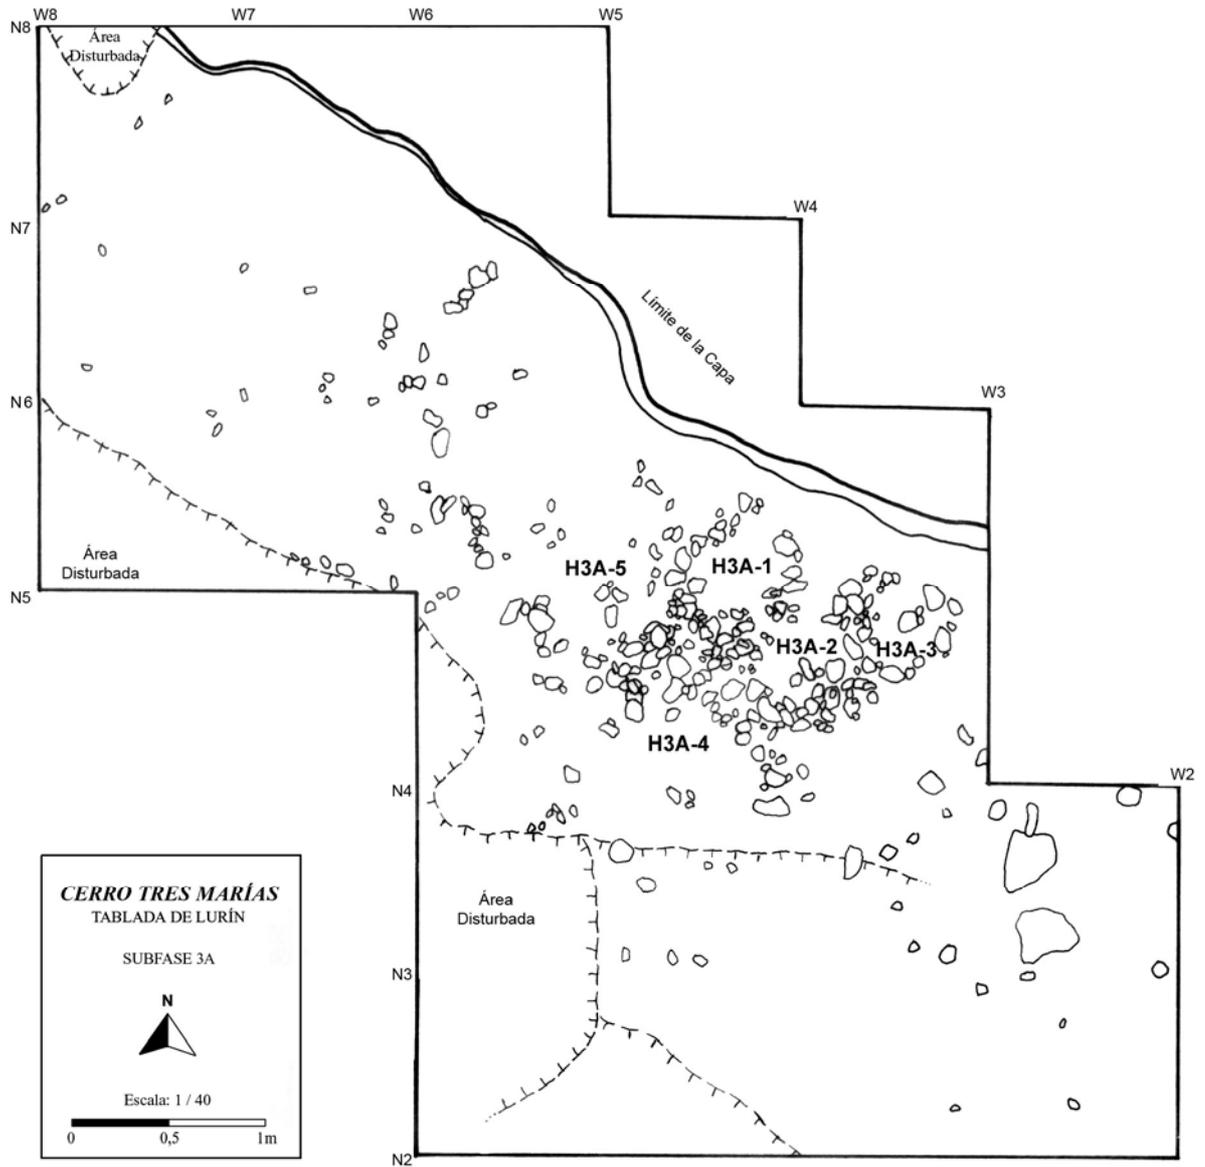 W8
W7
W6
W5
N8
Área
Disturbada
W4
N7
Límite de la Capa
W3
N6
Área
Disturbada
H3A-5
H3A-1
N5
H3A-2
H3A-3
H3A-4
W2
N4
CERRO TRES MARÍAS
TABLADA DE LURÍN
SUBFASE 3A
N
Escala: 1 / 40
0
0,5
1m
Área
Disturbada
N3
N2